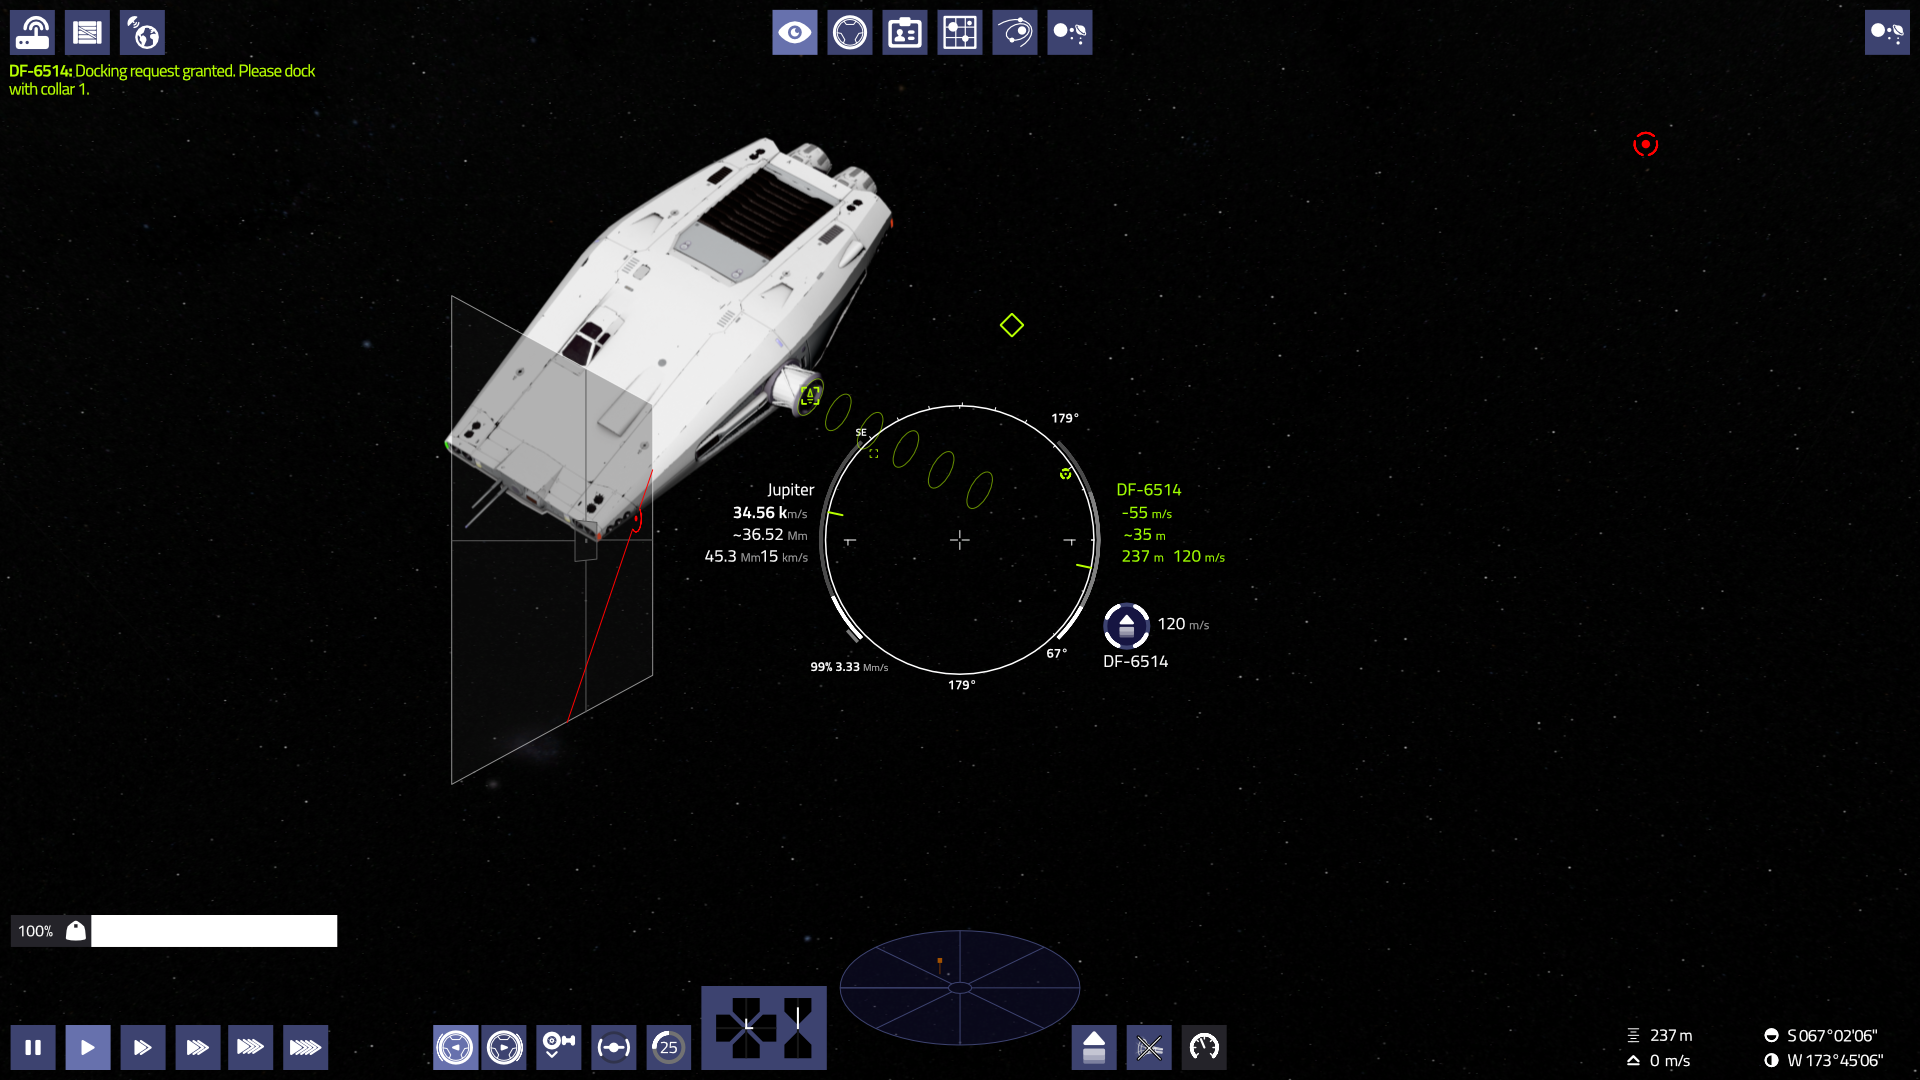 DF-6514: Docking request granted. Please dock
with collar 1.
179°
SE
Jupiter
34.56 km/s
~36.52 Mm
45.3 Mm 15 km/s
DF-6514
-55 m/s
~35 m
237 m 120 m/s
120 m/s
DF-6514
67°
99% 3.33 Mm/s
179°
100%
25
237 m
0 m/s
S 067°02'06"
W 173°45'06"